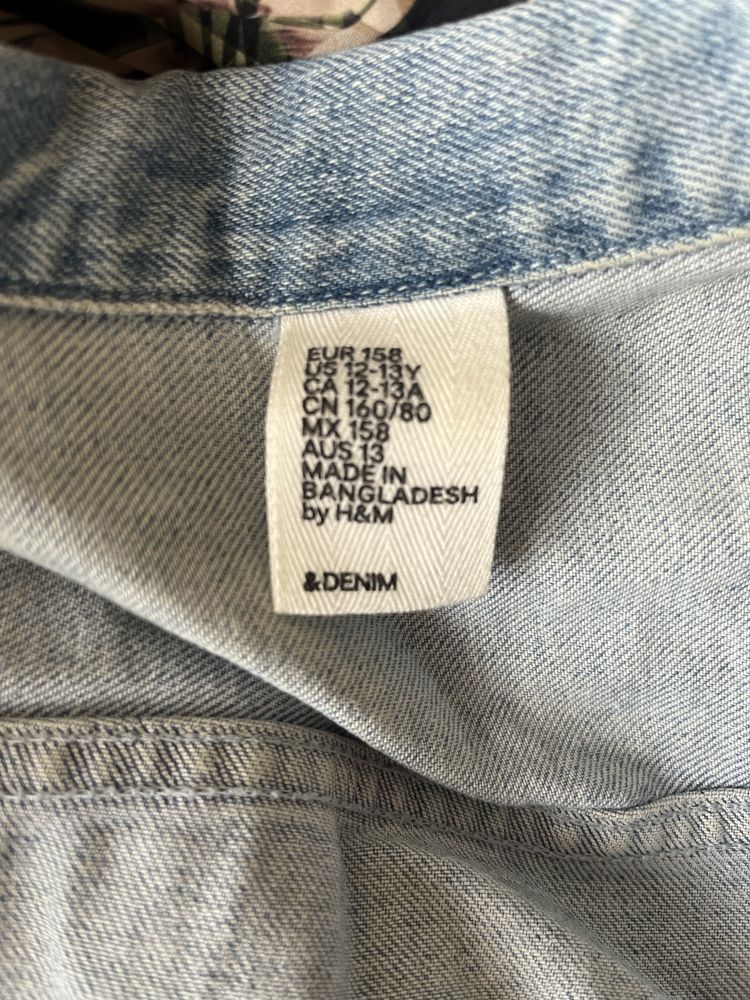 EUR 158
US 12-13Y
CA 12-13A
CN 160/80
MX 158
AUS 13
MADE IN
BANGLADESH
by H&M
&DENIM